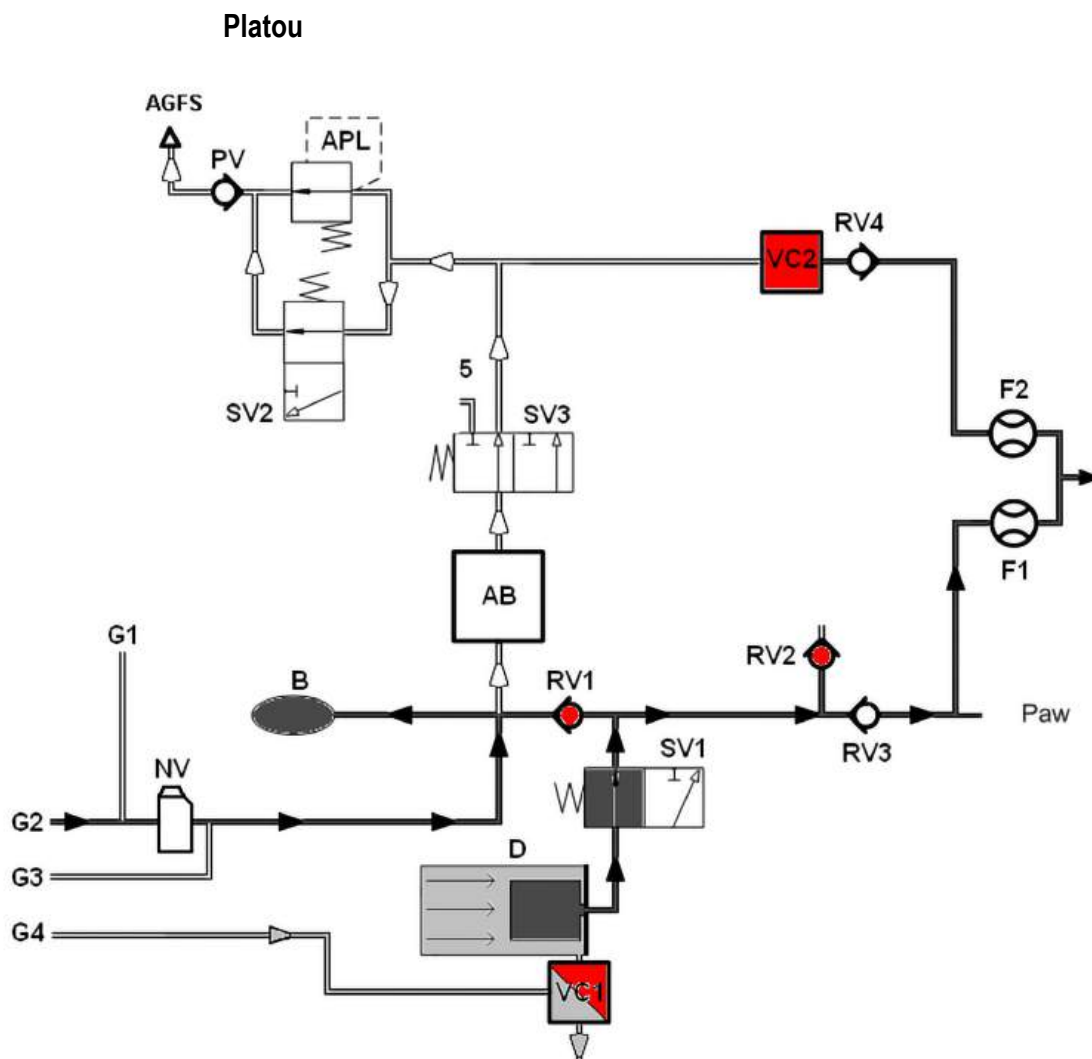 Platou
AGFS
PV
APL
VC2
RV4
5
SV2
SV3
F2
F1
AB
G1
B
RV1
RV2
Paw
RV3
SV1
NV
G2
D
G3
G4
VC1